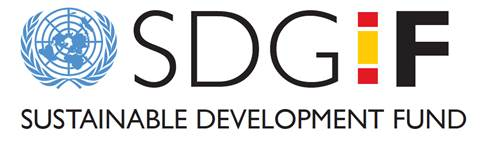 SDGF
SUSTAINABLE DEVELOPMENT FUND